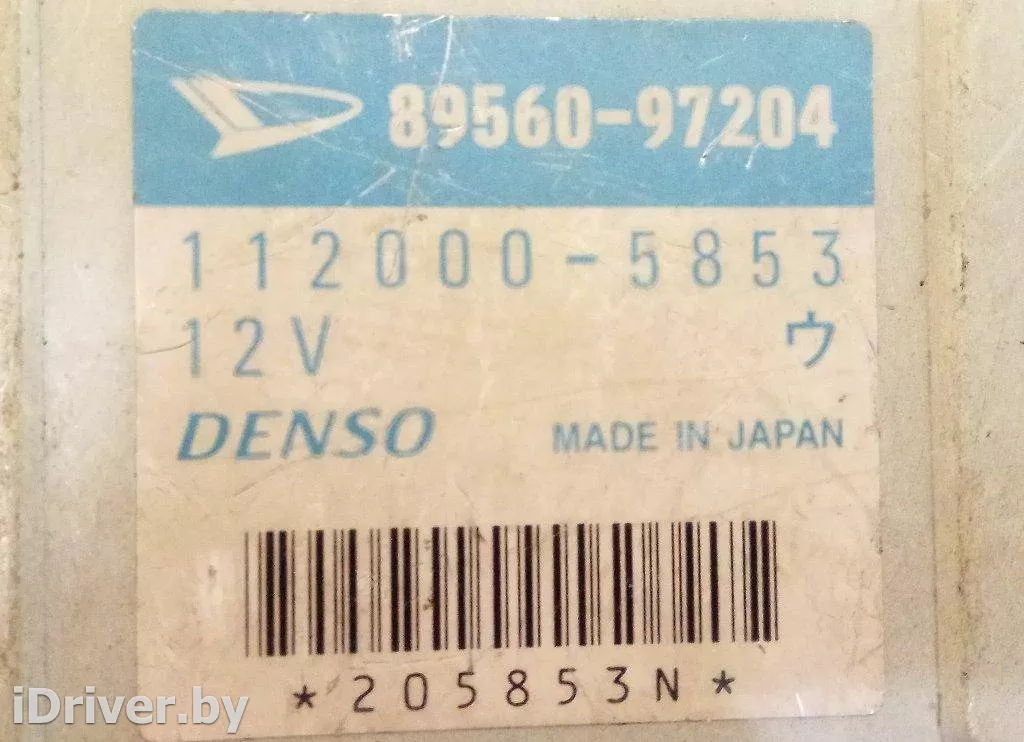 89560-97204
112000-5853
12V ウ
DENSO MADE IN JAPAN
*205853N*
iDriver.by